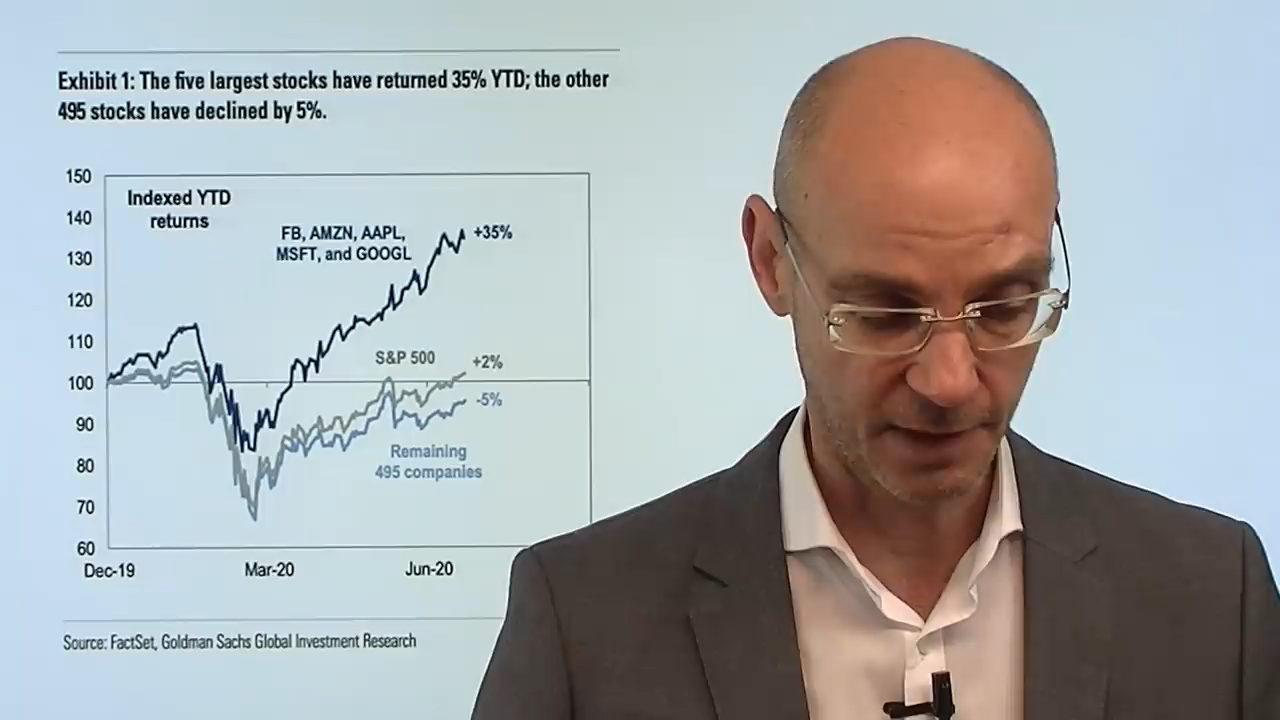 Exhibit 1: The five largest stocks have returned 35% YTD; the other
495 stocks have declined by 5%.
150
Indexed YTD
returns
140
FB, AMZN, AAPL,
MSFT, and GOOGL
+35%
130
120
110
S&P 500
+2%
100
-5%
90
Remaining
495 companies
80
70
60
Dec-19
Mar-20
Jun-20
Source: FactSet, Goldman Sachs Global Investment Research